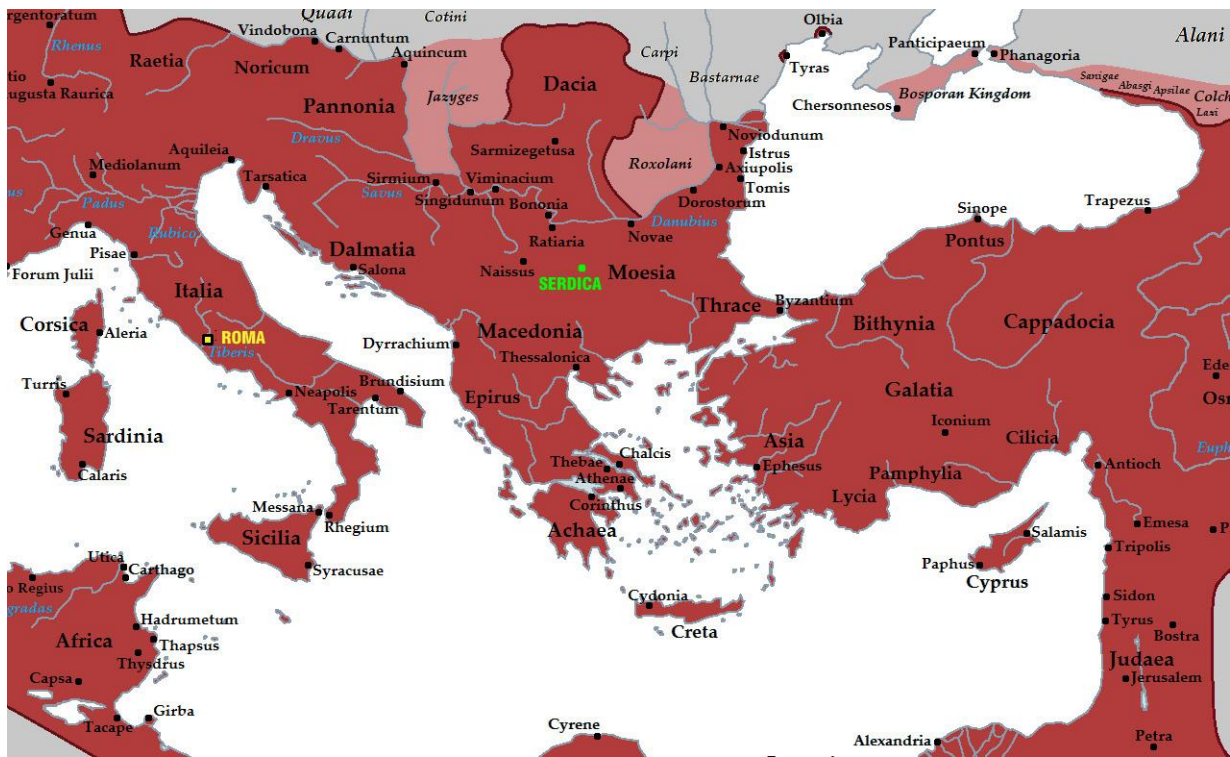 Quadi
Cotini
Olbia
rgentoratum
Vindobona
Carnuntum
Carpi
Panticipaeum
Alani
Rhenus
Raetia
Noricum
Aquincum
Bastarnae
Tyras
Phanagoria
tio
Dacia
Sanigae
Abasgi
Apsilae
Colch
Lasi
ugusta Raurica
Pannonia
Jazyges
Chersonnesos
Bosporan Kingdom
Dravus
Noviodunum
Aquileia
Sarmizegetusa
Istrus
Mediolanum
Roxolani
Axiupolis
Tarsatica
Sirmium
Viminacium
Tomis
us
Padus
Savus
Singidunum
Bononia
Dorostorum
Trapezus
Sinope
Genua
Rubico
Ratiaria
Novae
Danubius
Pontus
Pisae
Dalmatia
Forum Julii
Salona
Naissus
SERDICA
Moesia
Italia
Thrace
Byzantium
Corsica
Aleria
ROMA
Tiberis
Dyrrachium
Macedonia
Bithynia
Cappadocia
Thessalonica
Turris
Neapolis
Brundisium
Tarentum
Epirus
Galatia
Ede
Osr
Sardinia
Iconium
Cilicia
Asia
Euph
Calaris
Thebae
Chalcis
Ephesus
Pamphylia
Antioch
Athenae
Messana
Rhegium
Corinthus
Lycia
Sicilia
Achaea
Salamis
Emesa
P
Utica
Carthago
Syracusae
Paphus
Cyprus
Tripolis
o Regius
gradas
Cydonia
Sidon
Hadrumetum
Creta
Tyrus
Bostra
Africa
Thapsus
Thysdrus
Judaea
Capsa
Jerusalem
Girba
Tacape
Cyrene
Alexandria
Petra